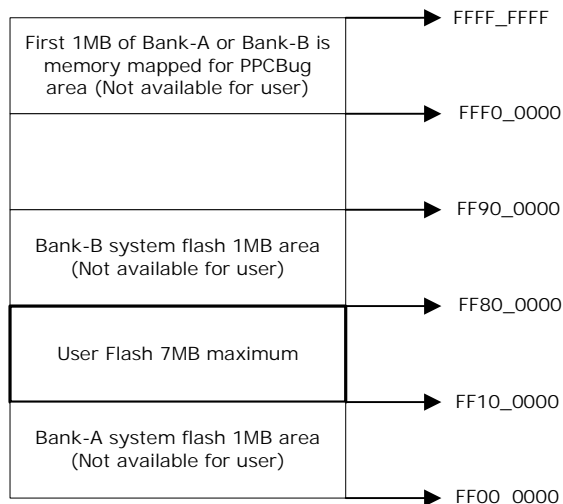 FFFF_FFFF
First 1MB of Bank-A or Bank-B is
memory mapped for PPCBug
area (Not available for user)
FFF0_0000
FF90_0000
Bank-B system flash 1MB area
(Not available for user)
FF80_0000
User Flash 7MB maximum
FF10_0000
Bank-A system flash 1MB area
(Not available for user)
FF00_0000